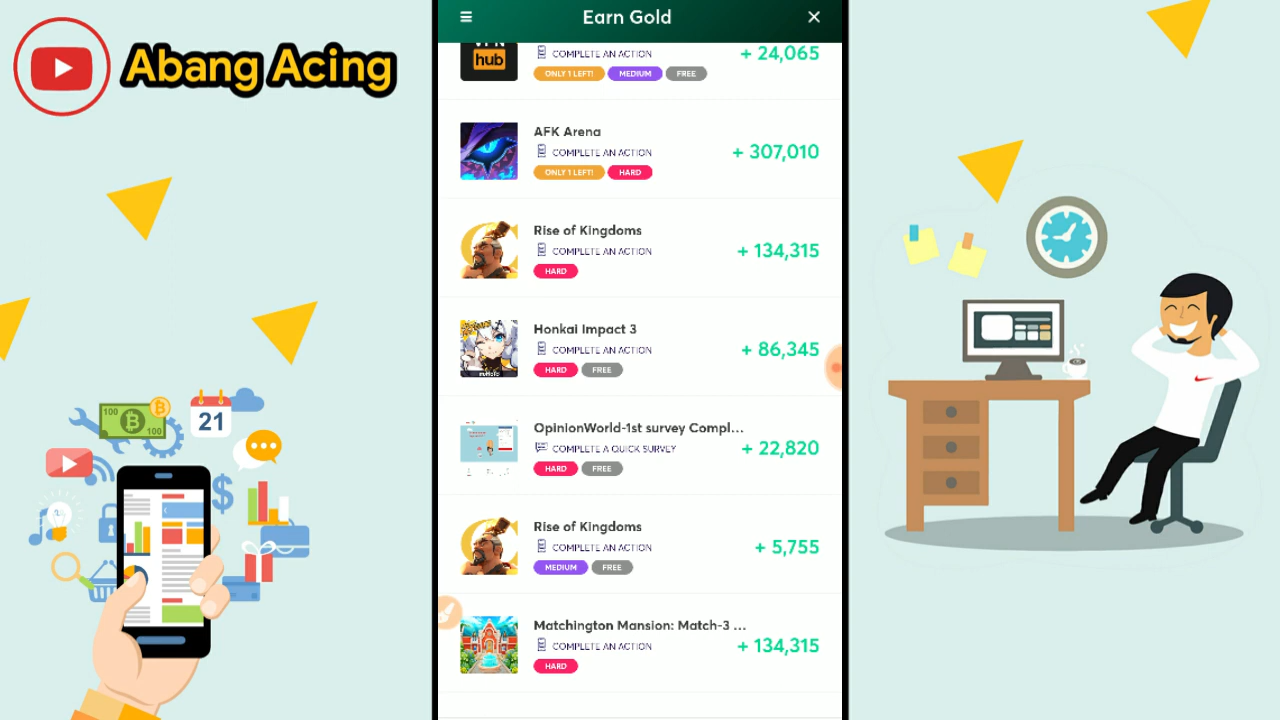 Abang Acing
Earn Gold
hub
COMPLETE AN ACTION
+ 24,065
ONLY 1 LEFT!
MEDIUM
FREE
AFK Arena
COMPLETE AN ACTION
+ 307,010
ONLY 1 LEFT!
HARD
Rise of Kingdoms
COMPLETE AN ACTION
+ 134,315
HARD
Honkai Impact 3
COMPLETE AN ACTION
+ 86,345
HARD
FREE
OpinionWorld-1st survey Compl...
COMPLETE A QUICK SURVEY
+ 22,820
HARD
FREE
Rise of Kingdoms
COMPLETE AN ACTION
+ 5,755
MEDIUM
FREE
Matchington Mansion: Match-3 ...
COMPLETE AN ACTION
+ 134,315
HARD
100
100
21